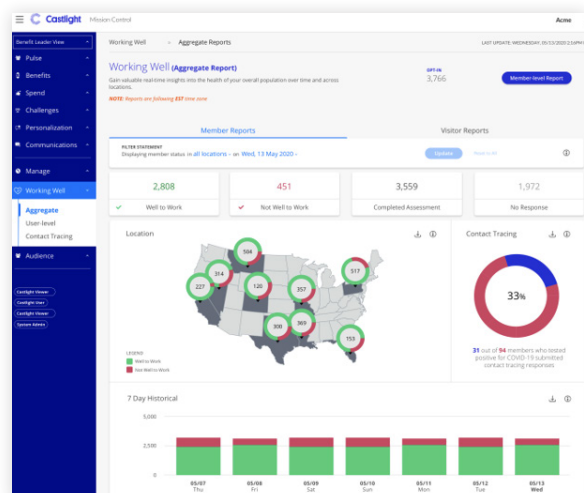 Castlight Mission Control
Acme
Benefit Leader View
Pulse
Benefits
Spend
Challenges
Personalization
Communications
Manage
Working Well
Aggregate
User-level
Contact Tracing
Audience
Castlight Viewer
Castlight User
Castlight Viewer
System Admin
Working Well
Aggregate Reports
LAST UPDATE: WEDNESDAY, 05/13/2020
Working Well (Aggregate Report)
Gain valuable real-time insights into the health of your overall population over time and across
locations.
NOTE: Reports are following EST time zone
OPT-IN
3,766
Member-level Report
Member Reports
Visitor Reports
FILTER STATEMENT
Displaying member status in all locations on Wed, 13 May 2020
Update
2,808
Well to Work
451
Not Well to Work
3,559
Completed Assessment
1,972
No Response
Location
564
314
227
120
357
517
300
369
153
LEGEND
Well to Work
Not Well to Work
Contact Tracing
33%
31 out of 94 members who tested
positive for COVID-19 submitted
contact tracing responses
7 Day Historical
5,000
2,500
0
05/07 05/08 05/09 05/10 05/11 05/12 05/13
Thu Fri Sat Sun Mon Tue Wed